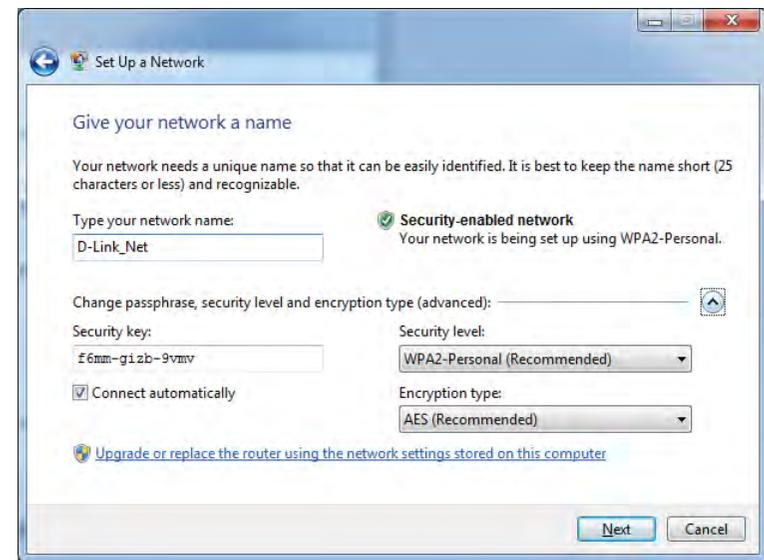 Set Up a Network
Give your network a name
Your network needs a unique name so that it can be easily identified. It is best to keep the name short (25
characters or less) and recognizable.
Type your network name:
D-Link_Net
Security-enabled network
Your network is being set up using WPA2-Personal.
Change passphrase, security level and encryption type (advanced):
Security key:
f6mm-gizb-9vmv
Security level:
WPA2-Personal (Recommended)
Connect automatically
Encryption type:
AES (Recommended)
Upgrade or replace the router using the network settings stored on this computer
Next
Cancel